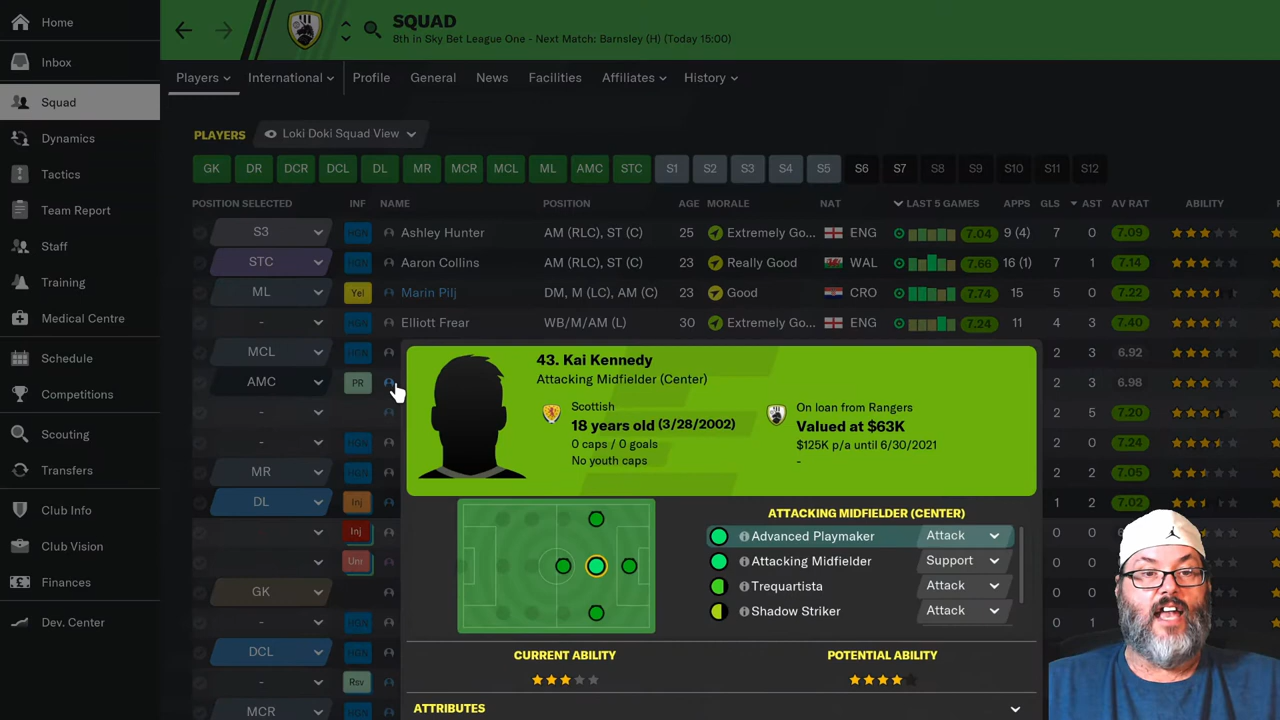 Home
Inbox
Squad
Dynamics
Tactics
Team Report
Staff
Training
Medical Centre
Schedule
Competitions
Scouting
Transfers
Club Info
Club Vision
Finances
Dev. Center
SQUAD
8th in Sky Bet League One - Next Match: Barnsley (H) (Today 15:00)
Players International Profile General News Facilities Affiliates History
PLAYERS Loki Doki Squad View
GK DR DCR DCL DL MR MCR MCL ML AMC STC S1 S2 S3 S4 S5 S6 S7 S8 S9 S10 S11 S12
POSITION SELECTED INF NAME POSITION AGE MORALE NAT LAST 5 GAMES APPS GLS AST AV RAT ABILITY
S3 HGN Ashley Hunter AM (RLC), ST (C) 25 Extremely Go... ENG 7.04 9 (4) 7 0 7.09
STC HGN Aaron Collins AM (RLC), ST (C) 23 Really Good WAL 7.66 16 (1) 7 1 7.14
ML Yel Marin Pilj DM, M (LC), AM (C) 23 Good CRO 7.74 15 5 0 7.22
- HGN Elliott Frear WB/M/AM (L) 30 Extremely Go... ENG 7.24 11 4 3 7.40
MCL HGN 2 3 6.92
AMC PR 2 3 6.98
- 2 5 7.20
- HGN 2 2 7.24
MR HGN 2 2 7.05
DL Inj 1 2 7.02
Inj
Unr
GK
- HGN
DCL HGN
- Rsv
MCR HGN
43. Kai Kennedy
Attacking Midfielder (Center)
Scottish
18 years old (3/28/2002)
0 caps / 0 goals
No youth caps
On loan from Rangers
Valued at $63K
$125K p/a until 6/30/2021
-
ATTACKING MIDFIELDER (CENTER)
Advanced Playmaker Attack
Attacking Midfielder Support
Trequartista Attack
Shadow Striker Attack
CURRENT ABILITY POTENTIAL ABILITY
ATTRIBUTES